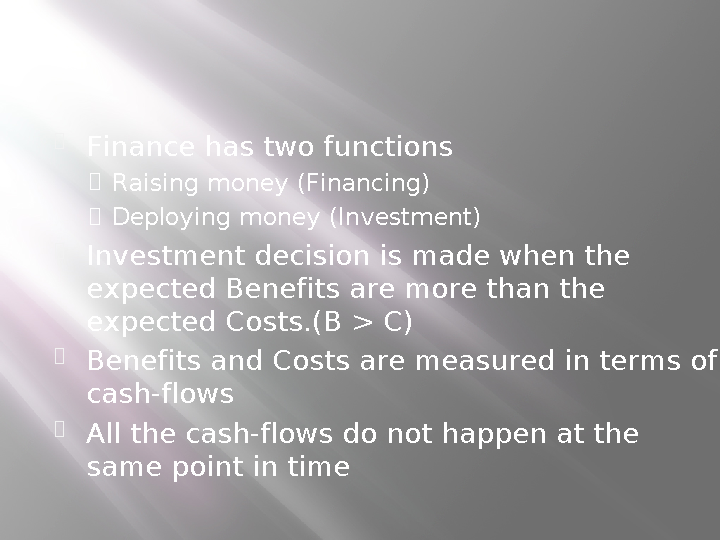 Finance has two functions
Raising money (Financing)
Deploying money (Investment)
Investment decision is made when the
expected Benefits are more than the
expected Costs.(B > C)
Benefits and Costs are measured in terms of
cash-flows
All the cash-flows do not happen at the
same point in time